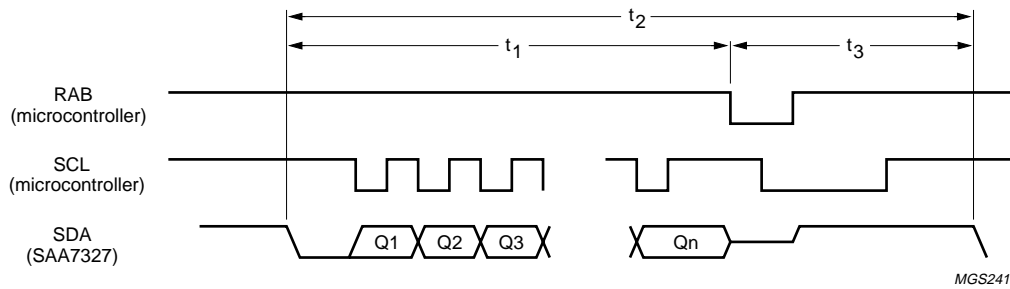 t2
t1
t3
RAB
(microcontroller)
SCL
(microcontroller)
SDA
(SAA7327)
Q1
Q2
Q3
Qn
MGS241